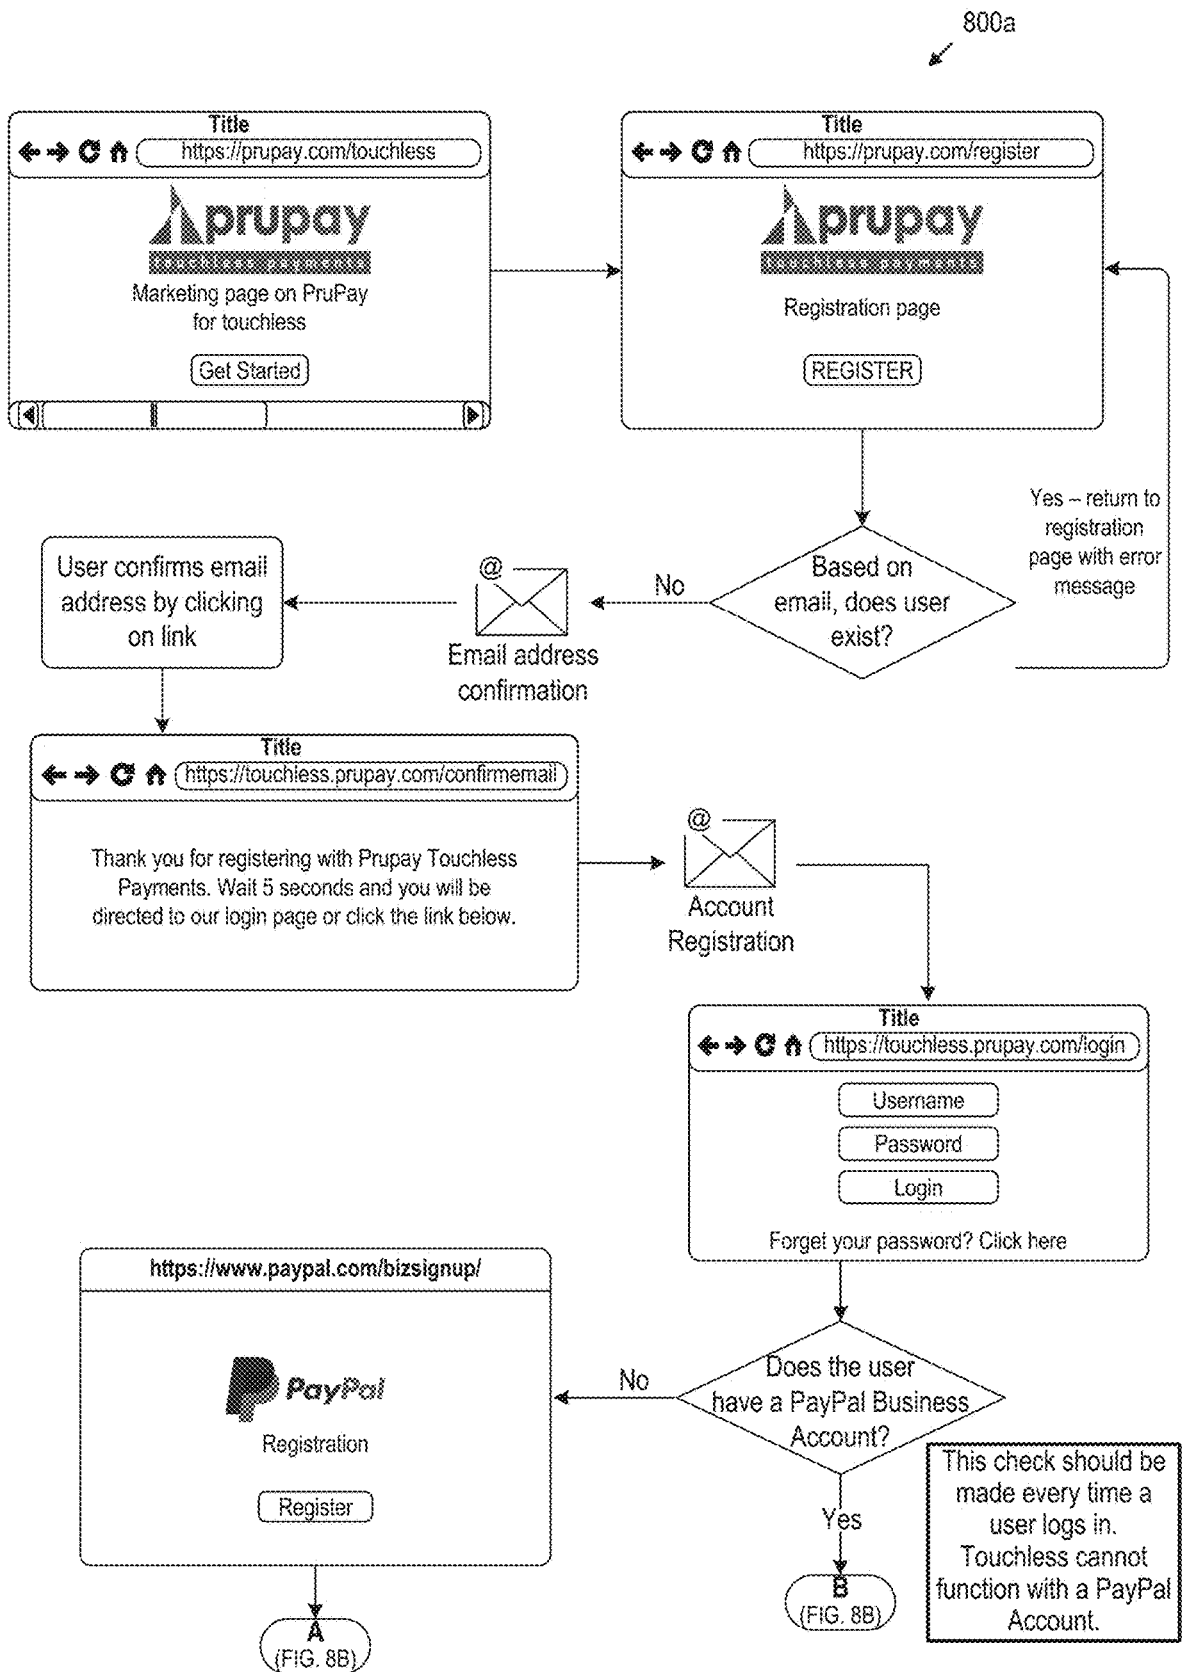 800a
Title
https://prupay.com/touchless
prupay
touchless payments
Marketing page on PruPay
for touchless
Get Started
Title
https://prupay.com/register
prupay
touchless payments
Registration page
REGISTER
Yes – return to
registration
page with error
message
Based on
email, does user
exist?
No
@
Email address
confirmation
User confirms email
address by clicking
on link
Title
https://touchless.prupay.com/confirmemail
Thank you for registering with Prupay Touchless
Payments. Wait 5 seconds and you will be
directed to our login page or click the link below.
@
Account
Registration
Title
https://touchless.prupay.com/login
Username
Password
Login
Forget your password? Click here
Does the user
have a PayPal Business
Account?
No
https://www.paypal.com/bizsignup/
PayPal
Registration
Register
A
(FIG. 8B)
Yes
B
(FIG. 8B)
This check should be
made every time a
user logs in.
Touchless cannot
function with a PayPal
Account.